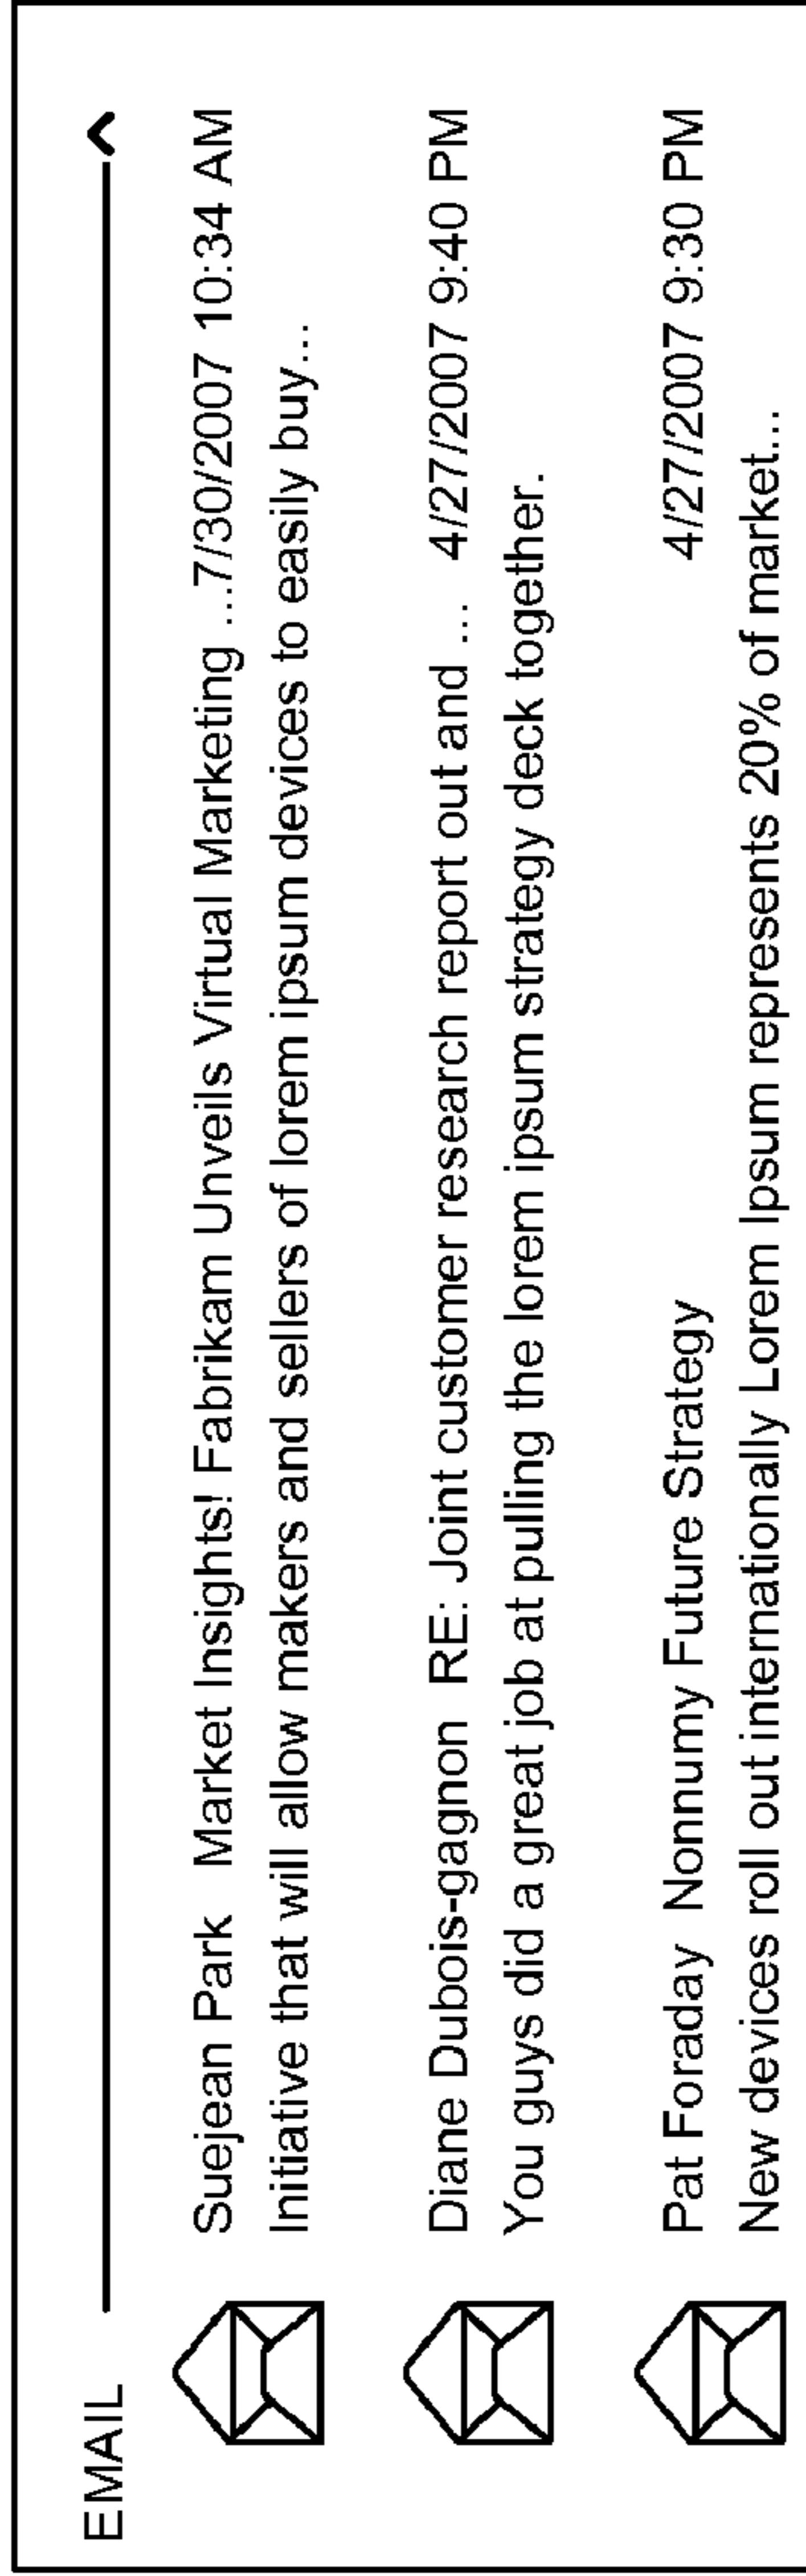 EMAIL
Suejean Park Market Insights! Fabrikam Unveils Virtual Marketing ...7/30/2007 10:34 AM
Initiative that will allow makers and sellers of lorem ipsum devices to easily buy...
Diane Dubois-gagnon RE: Joint customer research report out and ... 4/27/2007 9:40 PM
You guys did a great job at pulling the lorem ipsum strategy deck together.
Pat Foraday Nonnumy Future Strategy 4/27/2007 9:30 PM
New devices roll out internationally Lorem Ipsum represents 20% of market...